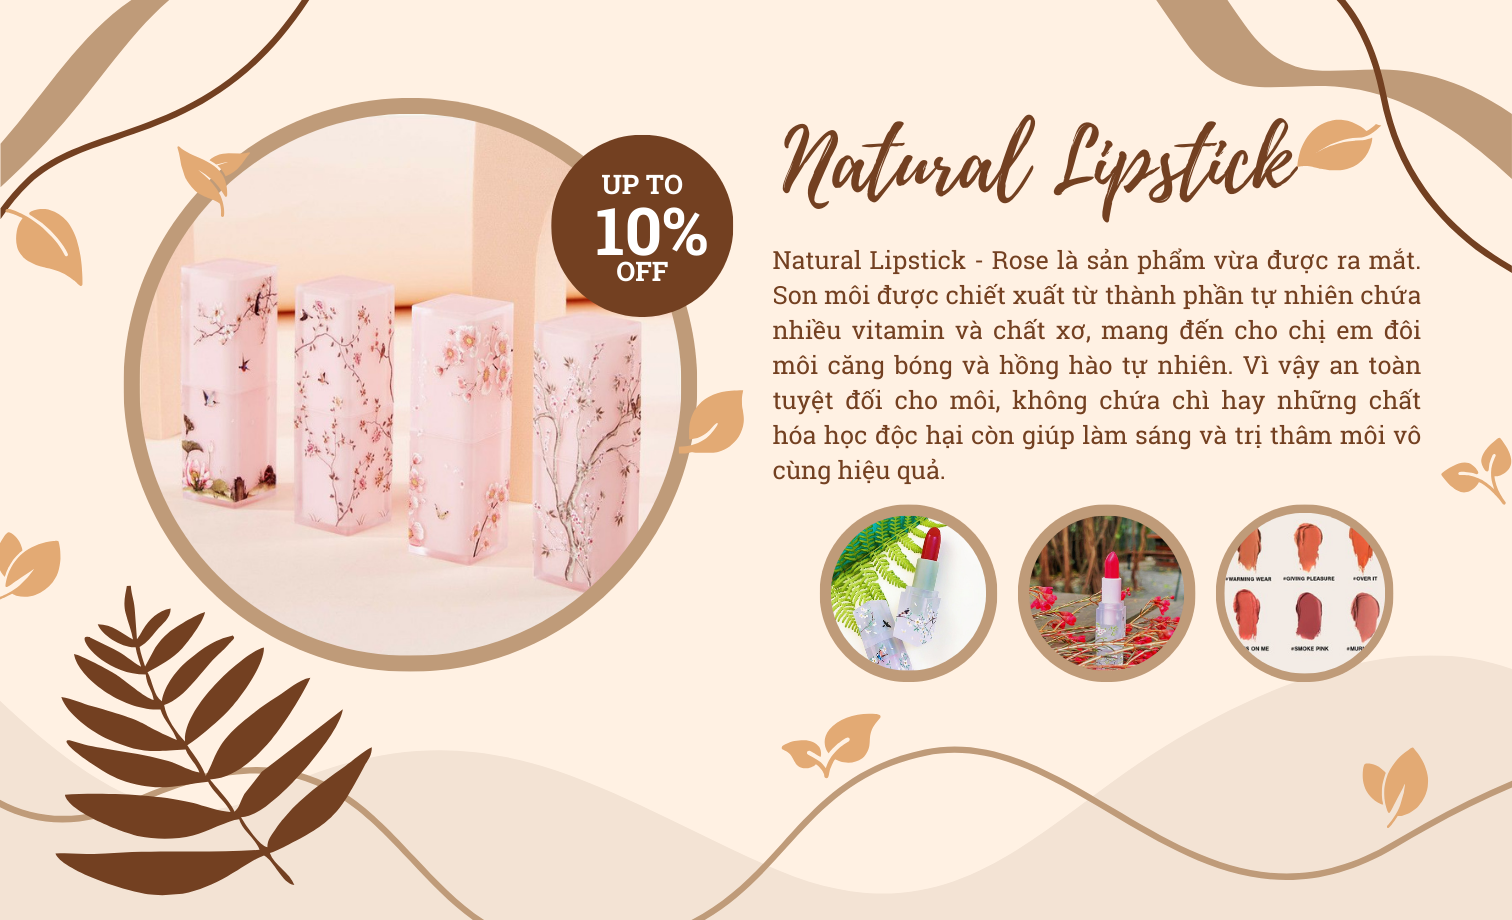 UP TO
10%
OFF
Natural Lipstick
Natural Lipstick - Rose là sản phẩm vừa được ra mắt.
Son môi được chiết xuất từ thành phần tự nhiên chứa
nhiều vitamin và chất xơ, mang đến cho chị em đôi
môi căng bóng và hồng hào tự nhiên. Vì vậy an toàn
tuyệt đối cho môi, không chứa chì hay những chất
hóa học độc hại còn giúp làm sáng và trị thâm môi vô
cùng hiệu quả.
#WARNING WEAR #GIVING PLEASURE #OVER IT
ON ME #SMOKE PINK